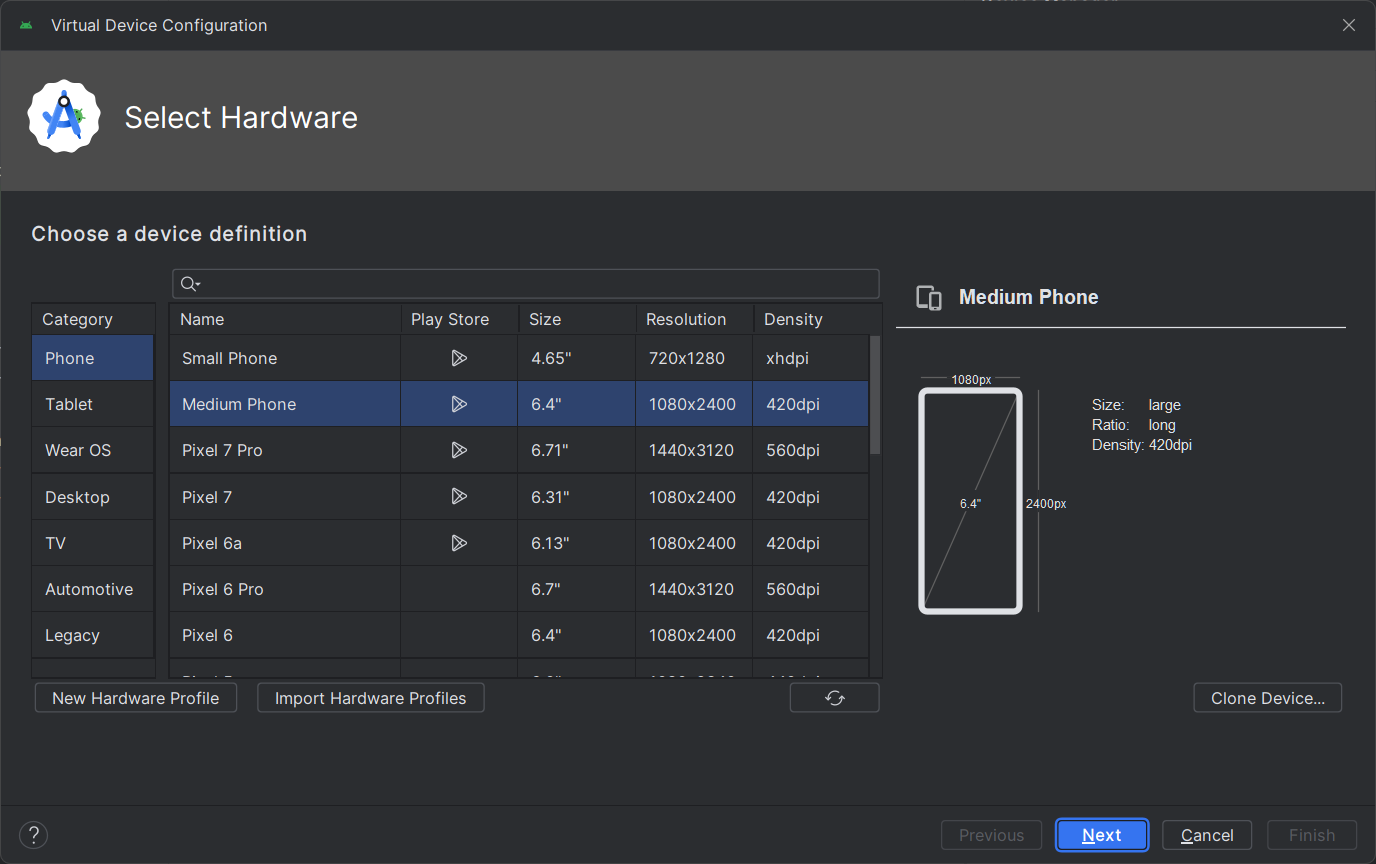 Virtual Device Configuration
Select Hardware
Choose a device definition
Category
Phone
Tablet
Wear OS
Desktop
TV
Automotive
Legacy
Name Play Store Size Resolution Density
Small Phone 4.65" 720x1280 xhdpi
Medium Phone 6.4" 1080x2400 420dpi
Pixel 7 Pro 6.71" 1440x3120 560dpi
Pixel 7 6.31" 1080x2400 420dpi
Pixel 6a 6.13" 1080x2400 420dpi
Pixel 6 Pro 6.7" 1440x3120 560dpi
Pixel 6 6.4" 1080x2400 420dpi
Medium Phone
1080px
6.4"
2400px
Size: large
Ratio: long
Density: 420dpi
New Hardware Profile Import Hardware Profiles Clone Device...
? Previous Next Cancel Finish